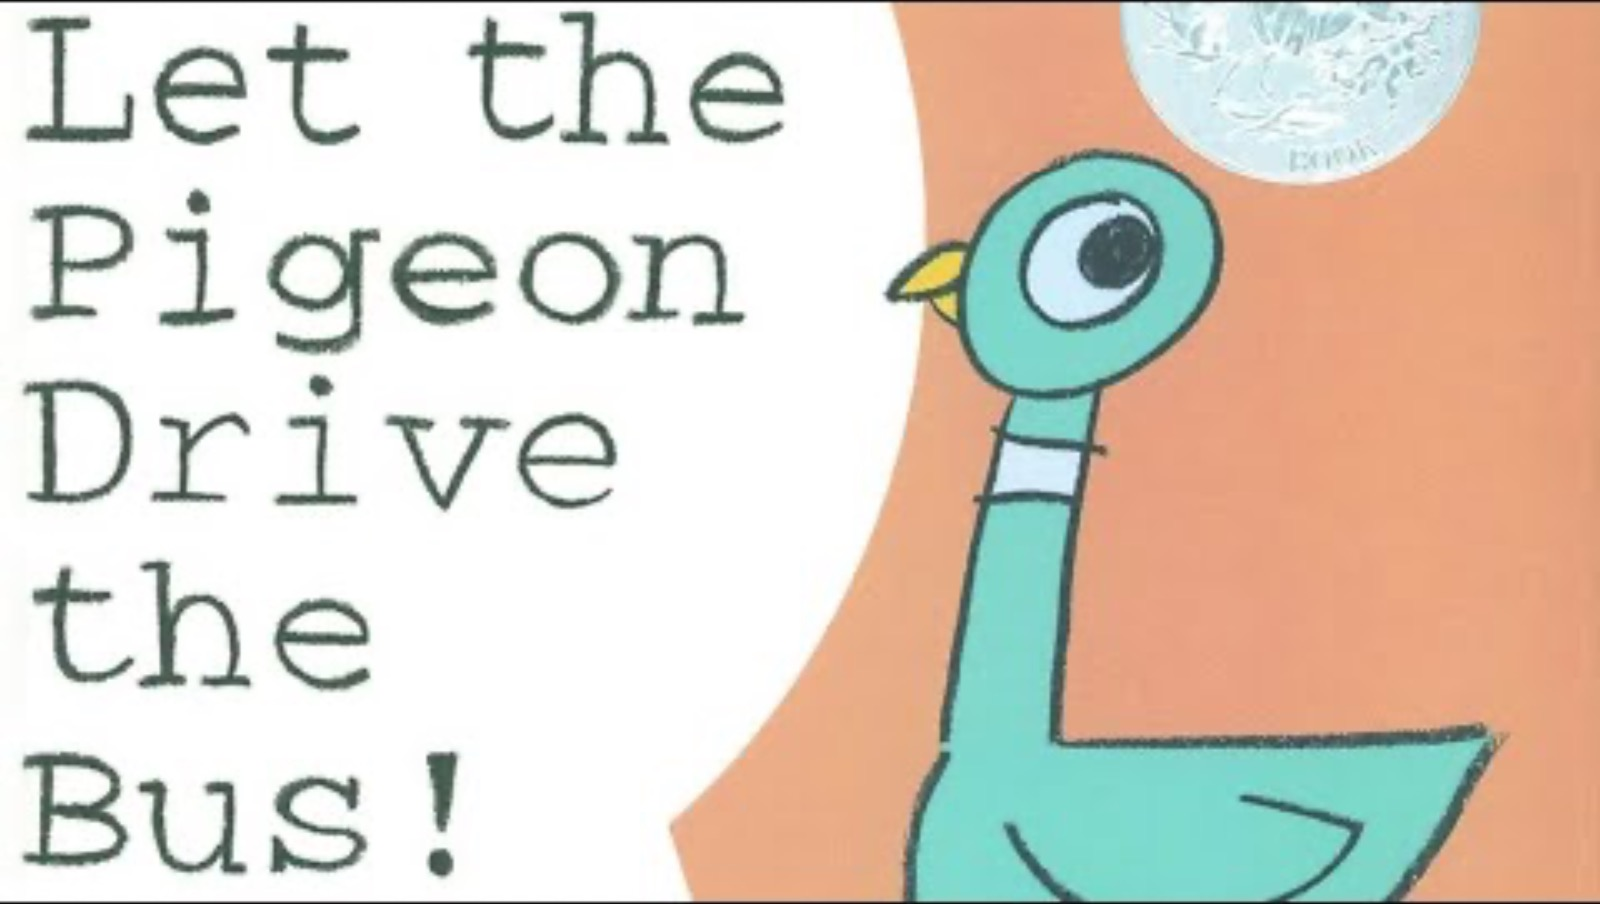 Let the
Pigeon
Drive
the
Bus!